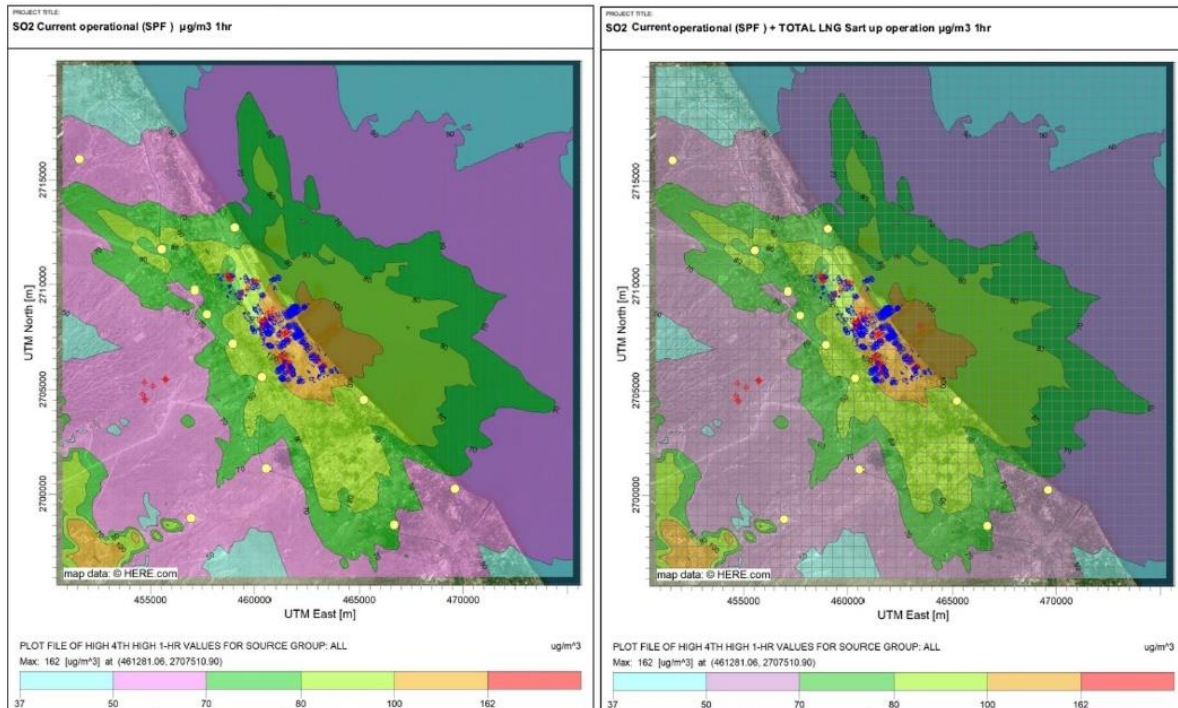 PROJECT TITLE:
SO2 Current operational (SPF ) µg/m3 1hr
UTM North [m]
2715000
2710000
2705000
2700000
map data: © HERE.com
455000
460000
465000
470000
UTM East [m]
PLOT FILE OF HIGH 4TH HIGH 1-HR VALUES FOR SOURCE GROUP: ALL
ug/m^3
Max: 162 [ug/m^3] at (461281.06, 2707510.90)
37
50
70
80
100
162
PROJECT TITLE:
SO2 Current operational (SPF ) + TOTAL LNG Sart up operation µg/m3 1hr
UTM North [m]
2715000
2710000
2705000
2700000
map data: © HERE.com
455000
460000
465000
470000
UTM East [m]
PLOT FILE OF HIGH 4TH HIGH 1-HR VALUES FOR SOURCE GROUP: ALL
ug/m^3
Max: 162 [ug/m^3] at (461281.06, 2707510.90)
37
50
70
80
100
162